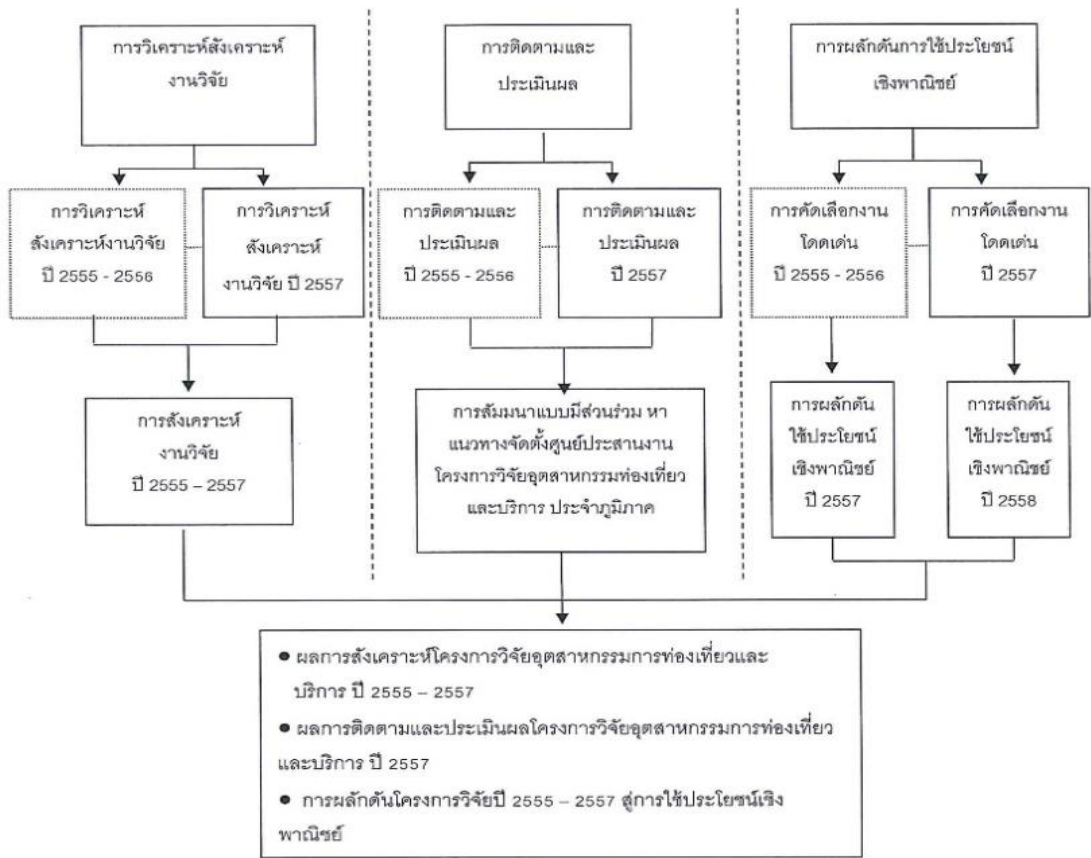 การวิเคราะห์สังเคราะห์
งานวิจัย
การติดตามและ
ประเมินผล
การผลักดันการใช้ประโยชน์
เชิงพาณิชย์
การวิเคราะห์
สังเคราะห์งานวิจัย
ปี 2555 - 2556
การวิเคราะห์
สังเคราะห์
งานวิจัย ปี 2557
การติดตามและ
ประเมินผล
ปี 2555 - 2556
การติดตามและ
ประเมินผล
ปี 2557
การคัดเลือกงาน
โดดเด่น
ปี 2555 - 2556
การคัดเลือกงาน
โดดเด่น
ปี 2557
การสังเคราะห์
งานวิจัย
ปี 2555 – 2557
การสัมมนาแบบมีส่วนร่วม หา
แนวทางจัดตั้งศูนย์ประสานงาน
โครงการวิจัยอุตสาหกรรมท่องเที่ยว
และบริการ ประจำภูมิภาค
การผลักดัน
ใช้ประโยชน์
เชิงพาณิชย์
ปี 2557
การผลักดัน
ใช้ประโยชน์
เชิงพาณิชย์
ปี 2558
● ผลการสังเคราะห์โครงการวิจัยอุตสาหกรรมการท่องเที่ยวและ
บริการ ปี 2555 – 2557
● ผลการติดตามและประเมินผลโครงการวิจัยอุตสาหกรรมการท่องเที่ยว
และบริการ ปี 2557
● การผลักดันโครงการวิจัยปี 2555 – 2557 สู่การใช้ประโยชน์เชิง
พาณิชย์